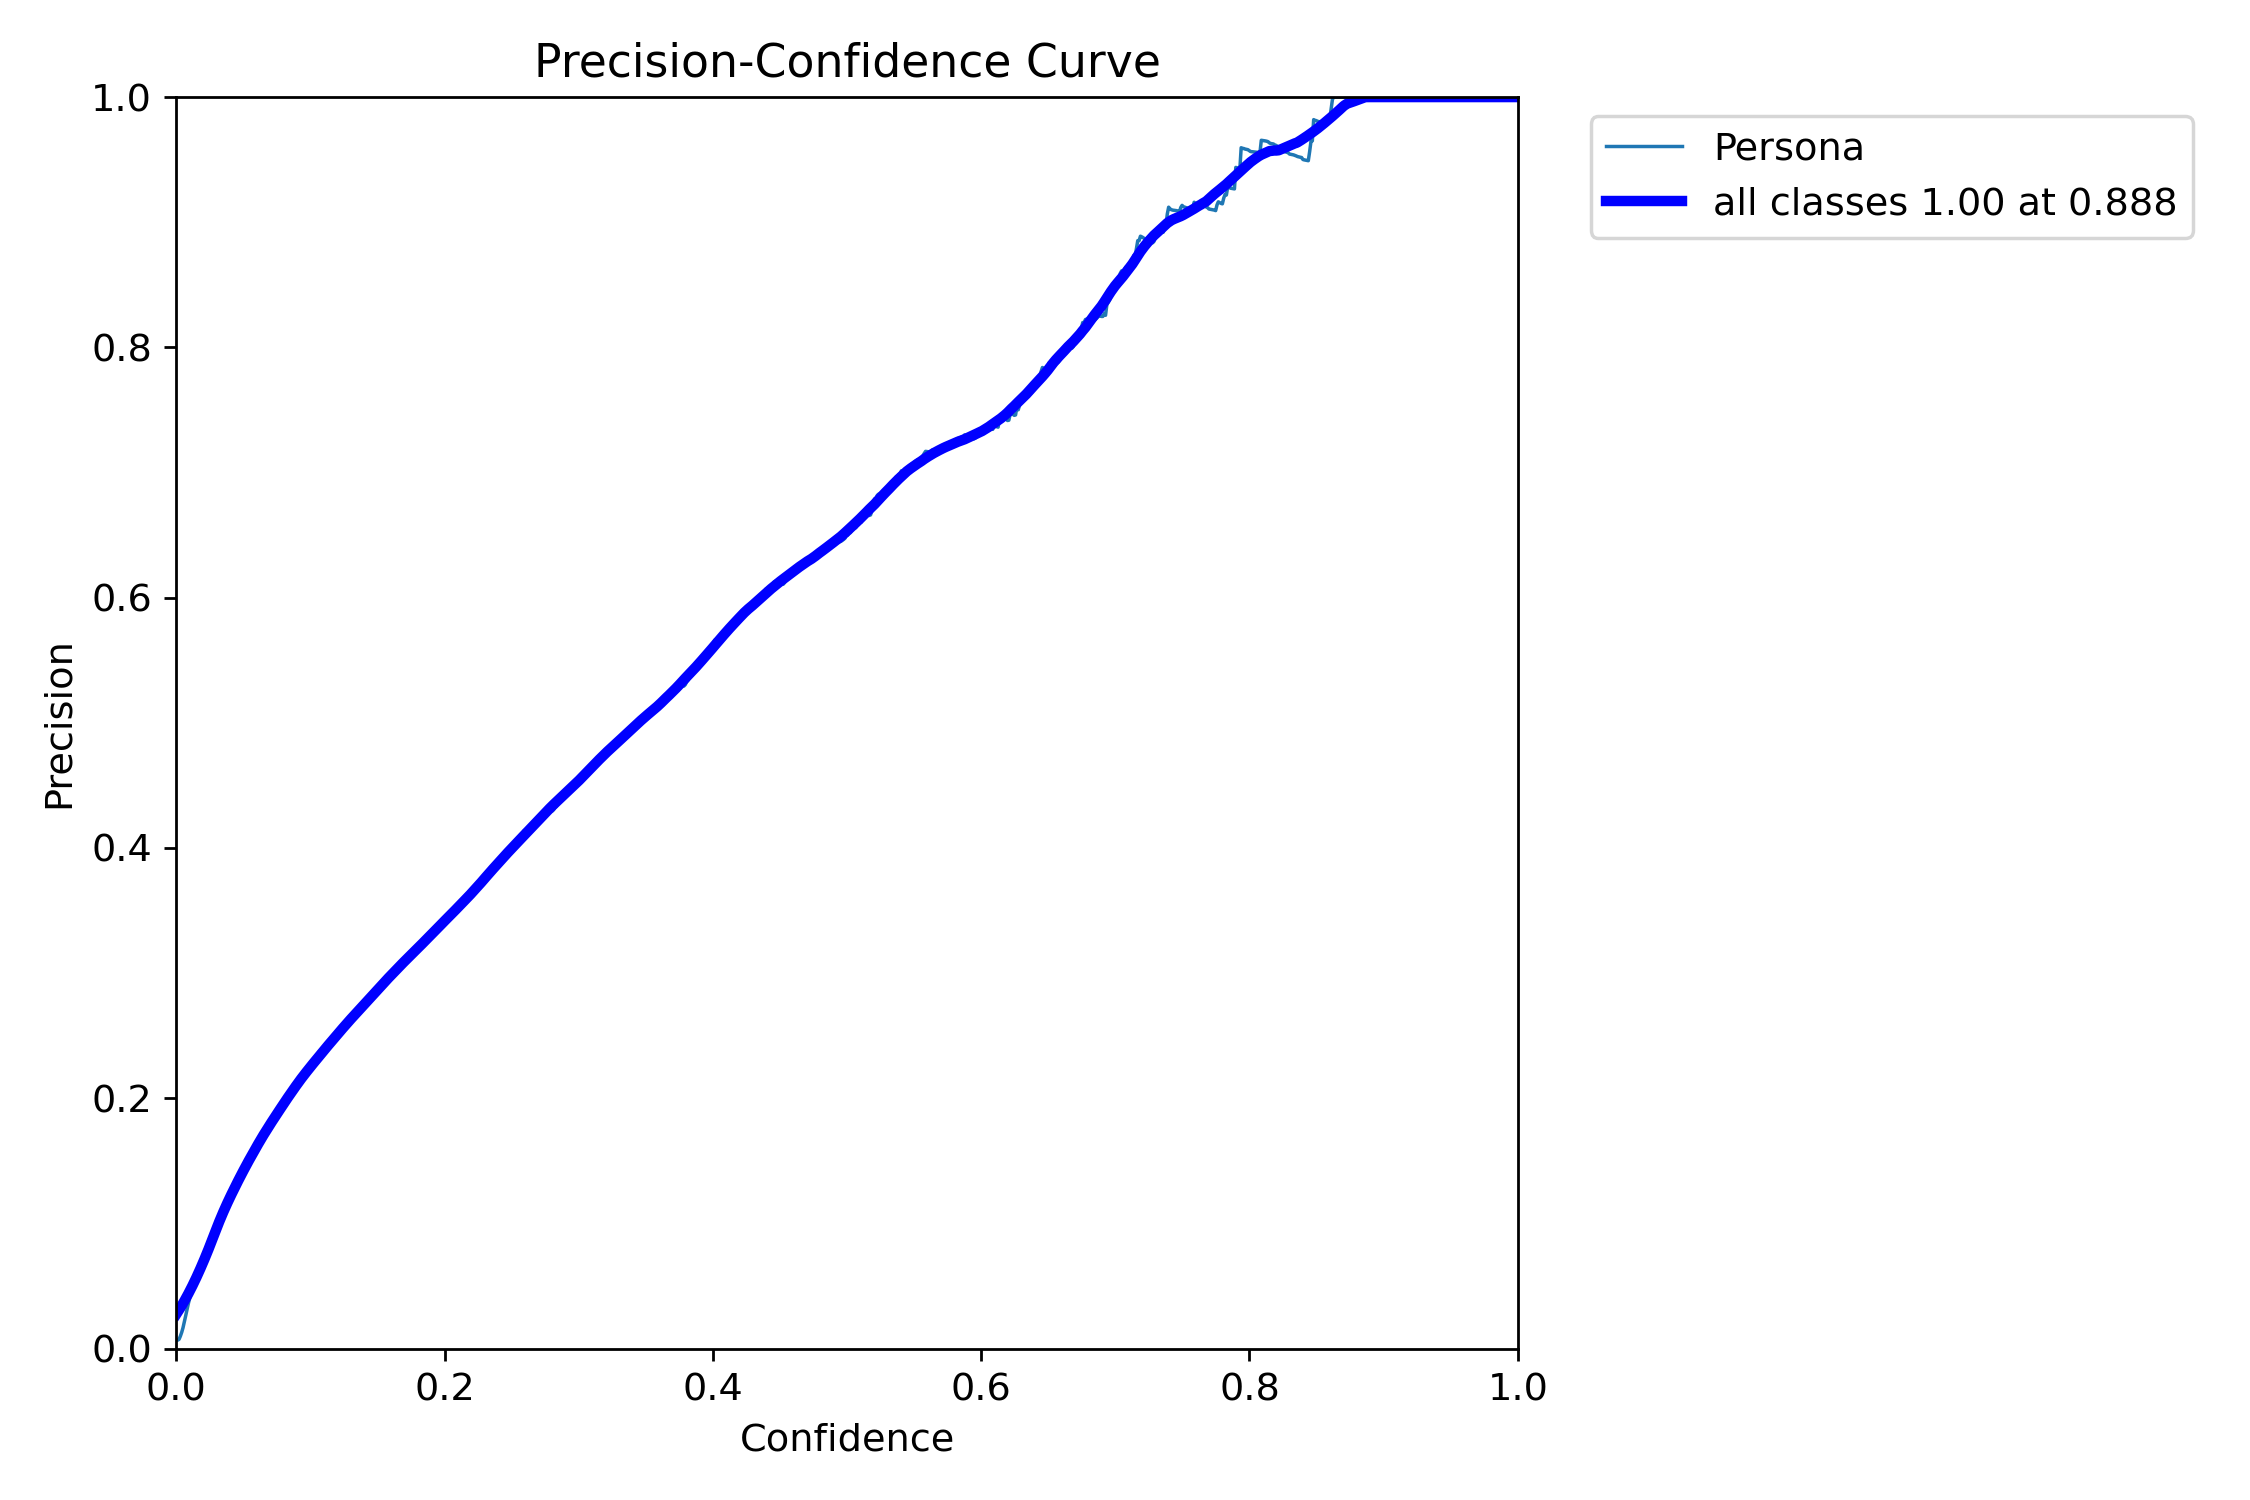 Precision-Confidence Curve
1.0
0.8
0.6
0.4
0.2
0.0
Precision
0.0 0.2 0.4 0.6 0.8 1.0
Confidence
Persona
all classes 1.00 at 0.888